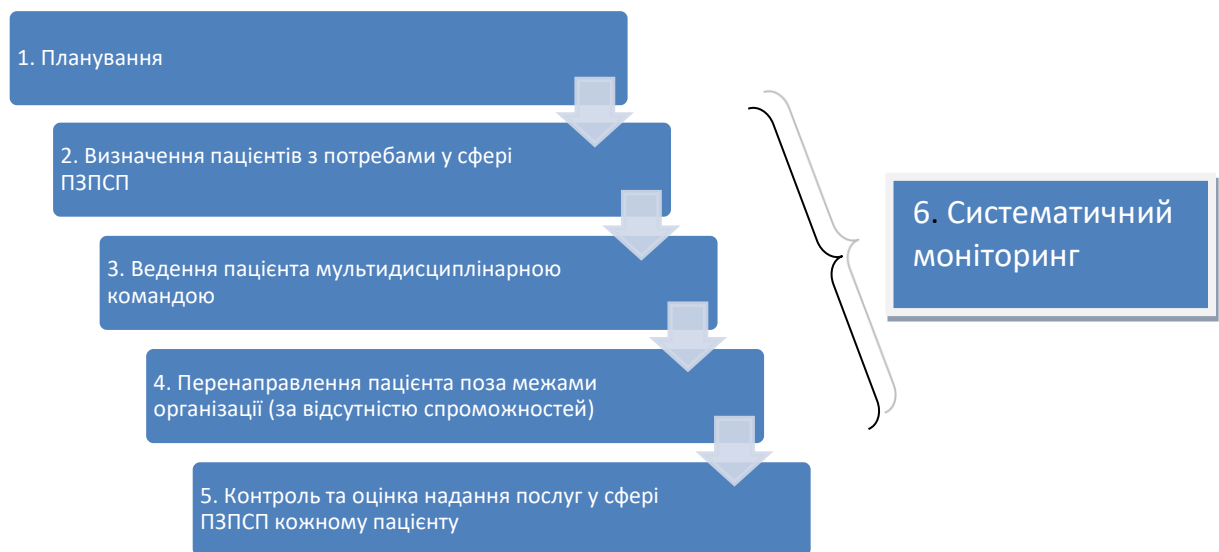 1. Планування
2. Визначення пацієнтів з потребами у сфері
ПЗПСП
3. Ведення пацієнта мультидисциплінарною
командою
4. Перенаправлення пацієнта поза межами
організації (за відсутністю спроможностей)
5. Контроль та оцінка надання послуг у сфері
ПЗПСП кожному пацієнту
6. Систематичний
моніторинг